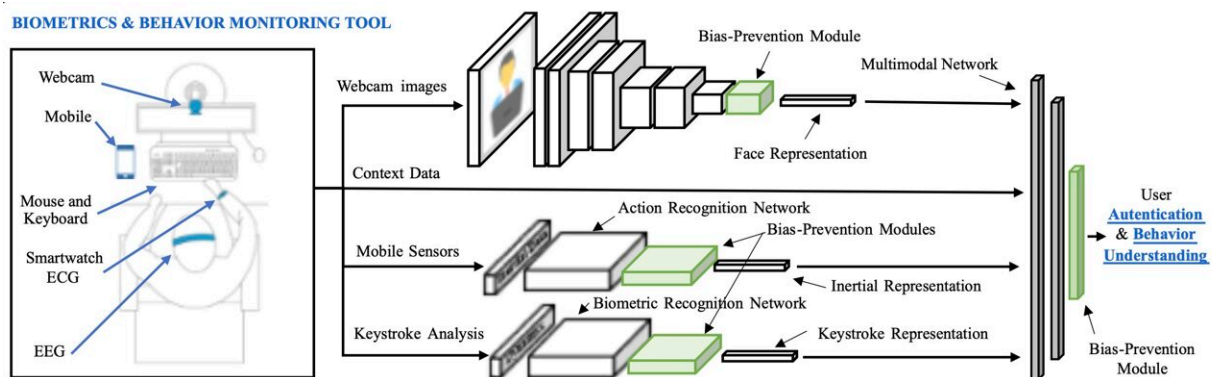 BIOMETRICS & BEHAVIOR MONITORING TOOL
Webcam
Mobile
Mouse and
Keyboard
Smartwatch
ECG
EEG
Webcam images
Context Data
Mobile Sensors
Keystroke Analysis
Bias-Prevention Module
Face Representation
Multimodal Network
Action Recognition Network
Bias-Prevention Modules
Inertial Representation
Biometric Recognition Network
Keystroke Representation
User
Autentication
& Behavior
Understanding
Bias-Prevention
Module